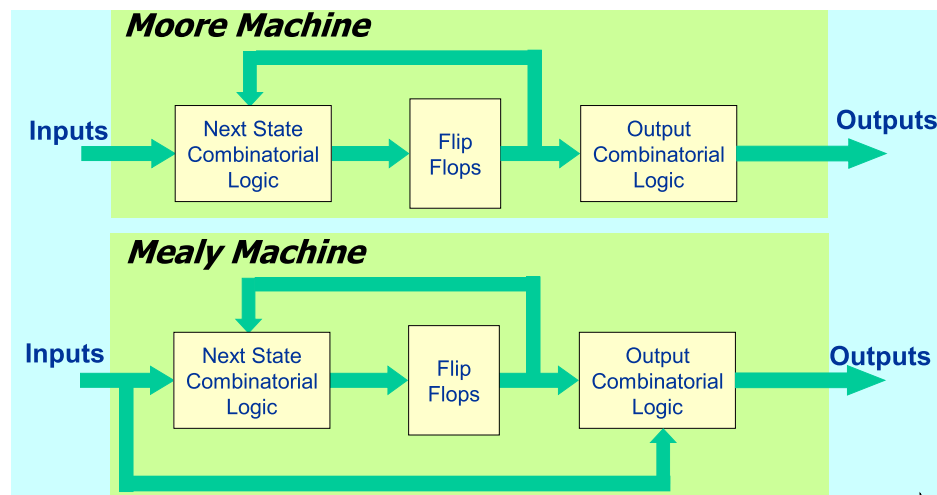 Moore Machine
Inputs
Next State
Combinatorial
Logic
Flip
Flops
Output
Combinatorial
Logic
Outputs
Mealy Machine
Inputs
Next State
Combinatorial
Logic
Flip
Flops
Output
Combinatorial
Logic
Outputs